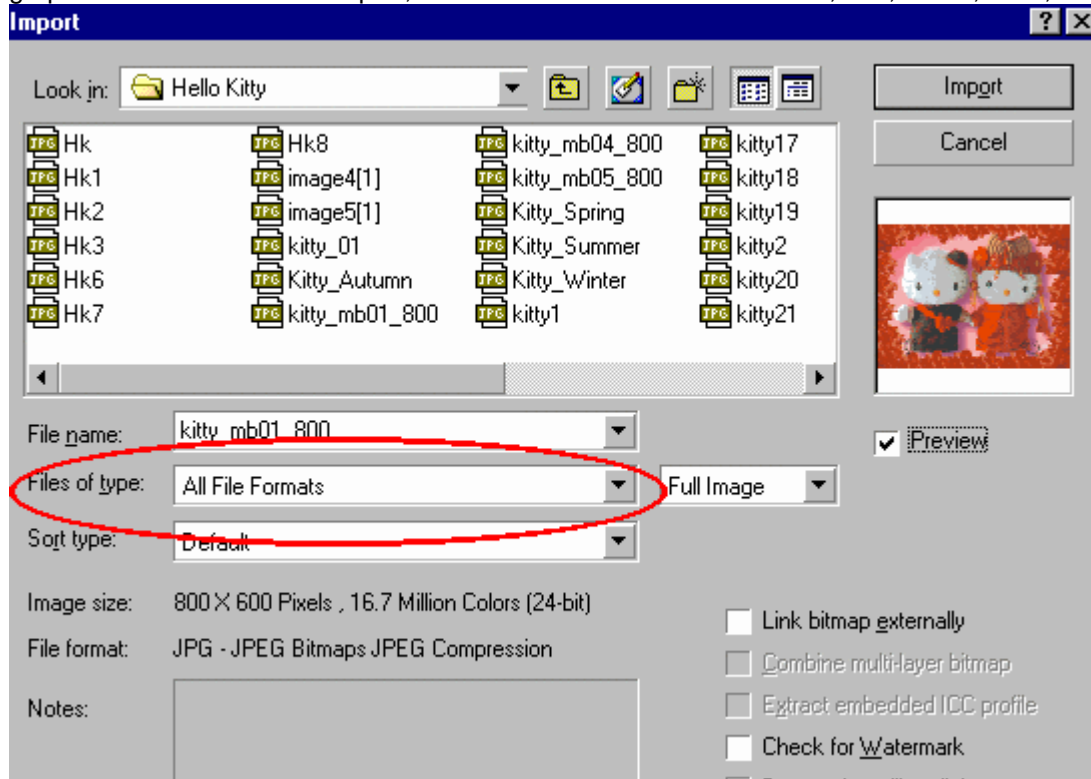 Import
Look in: Hello Kitty
Import
Cancel
Hk Hk8 kitty_mb04_800 kitty17
Hk1 image4[1] kitty_mb05_800 kitty18
Hk2 image5[1] Kitty_Spring kitty19
Hk3 kitty_01 Kitty_Summer kitty2
Hk6 Kitty_Autumn Kitty_Winter kitty20
Hk7 kitty_mb01_800 kitty1 kitty21
File name: kitty_mb01_800
Preview
Files of type: All File Formats Full Image
Sort type: Default
Image size: 800 X 600 Pixels , 16.7 Million Colors (24-bit)
File format: JPG - JPEG Bitmaps JPEG Compression
Notes:
Link bitmap externally
Combine multi-layer bitmap
Extract embedded ICC profile
Check for Watermark